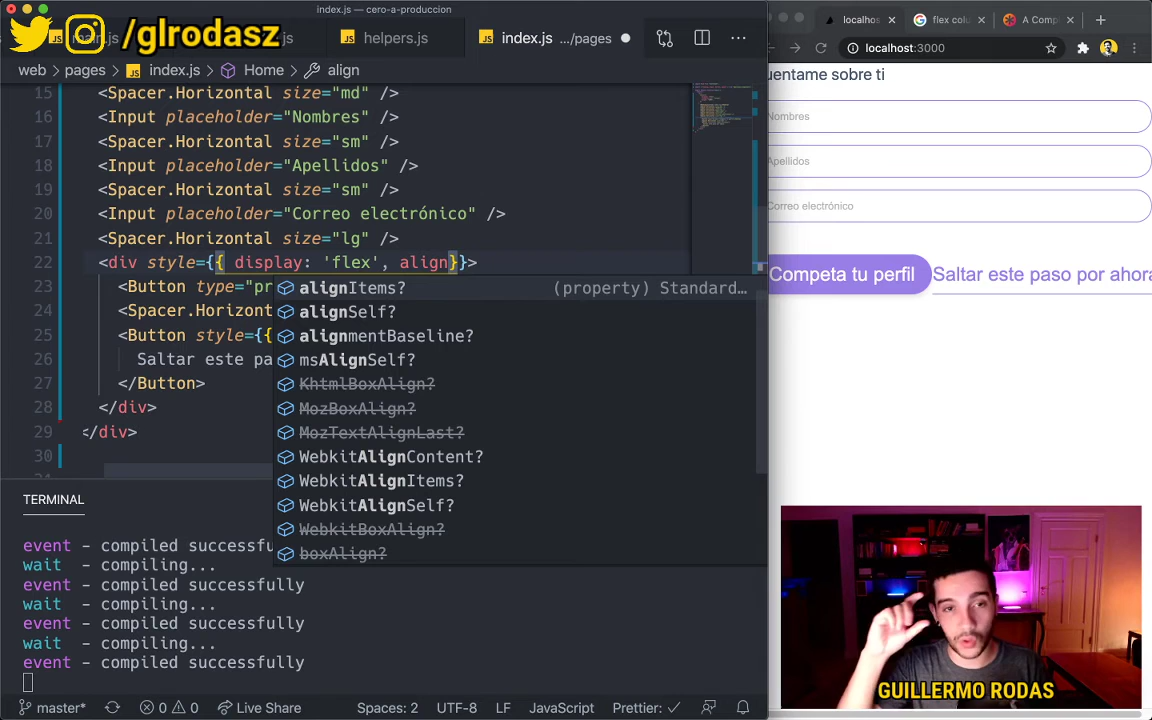 index.js — cero-a-produccion
/glrodasz
helpers.js
index.js .../pages
web > pages > JS index.js > Home > align
15 <Spacer.Horizontal size="md" />
16 <Input placeholder="Nombres" />
17 <Spacer.Horizontal size="sm" />
18 <Input placeholder="Apellidos" />
19 <Spacer.Horizontal size="sm" />
20 <Input placeholder="Correo electrónico" />
21 <Spacer.Horizontal size="lg" />
22 <div style={{ display: 'flex', align}}>
23 <Button type="pr
24 <Spacer.Horizont
25 <Button style={{
26 Saltar este pa
27 </Button>
28 </div>
29 </div>
30
alignItems? (property) Standard…
alignSelf?
alignmentBaseline?
msAlignSelf?
KhtmlBoxAlign?
MozBoxAlign?
MozTextAlignLast?
WebkitAlignContent?
WebkitAlignItems?
WebkitAlignSelf?
WebkitBoxAlign?
boxAlign?
TERMINAL
event - compiled successfu
wait - compiling...
event - compiled successfully
wait - compiling...
event - compiled successfully
wait - compiling...
event - compiled successfully
master* 0 0 Live Share Spaces: 2 UTF-8 LF JavaScript Prettier: ✓
localhos
flex colu
A Comp
localhost:3000
uentame sobre ti
Nombres
Apellidos
Correo electrónico
Competa tu perfil
Saltar este paso por ahora
GUILLERMO RODAS